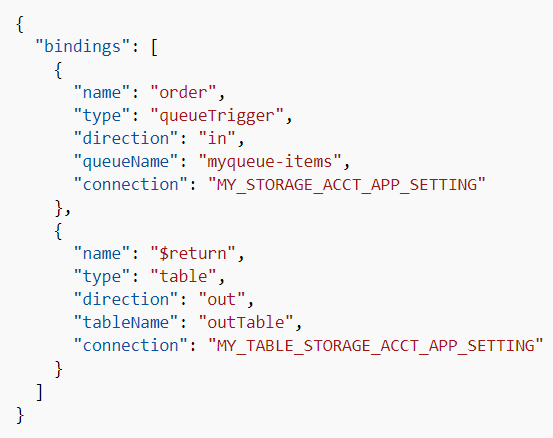 {
  "bindings": [
    {
      "name": "order",
      "type": "queueTrigger",
      "direction": "in",
      "queueName": "myqueue-items",
      "connection": "MY_STORAGE_ACCT_APP_SETTING"
    },
    {
      "name": "$return",
      "type": "table",
      "direction": "out",
      "tableName": "outTable",
      "connection": "MY_TABLE_STORAGE_ACCT_APP_SETTING"
    }
  ]
}